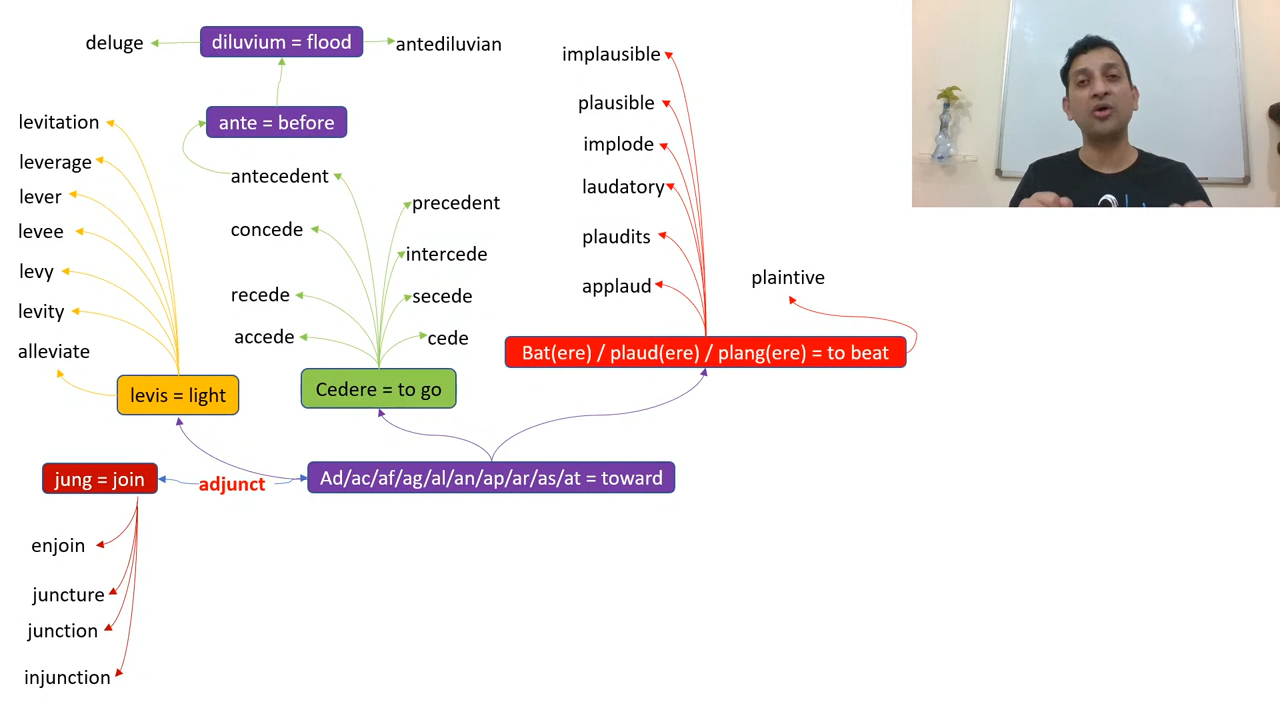 deluge
diluvium = flood
antediluvian
ante = before
levitation
leverage
lever
levee
levy
levity
alleviate
levis = light
antecedent
concede
recede
accede
precedent
intercede
secede
cede
Cedere = to go
implausible
plausible
implode
laudatory
plaudits
applaud
plaintive
Bat(ere) / plaud(ere) / plang(ere) = to beat
jung = join
adjunct
Ad/ac/af/ag/al/an/ap/ar/as/at = toward
enjoin
juncture
junction
injunction